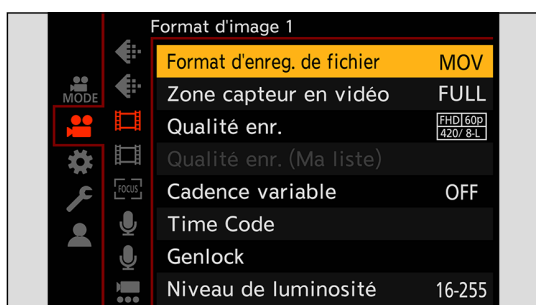 Format d'image 1
Format d'enreg. de fichier MOV
MODE
Zone capteur en vidéo FULL
Qualité enr. FHD 60p 420/ 8-L
Qualité enr. (Ma liste)
FOCUS
Cadence variable OFF
Time Code
Genlock
Niveau de luminosité 16-255